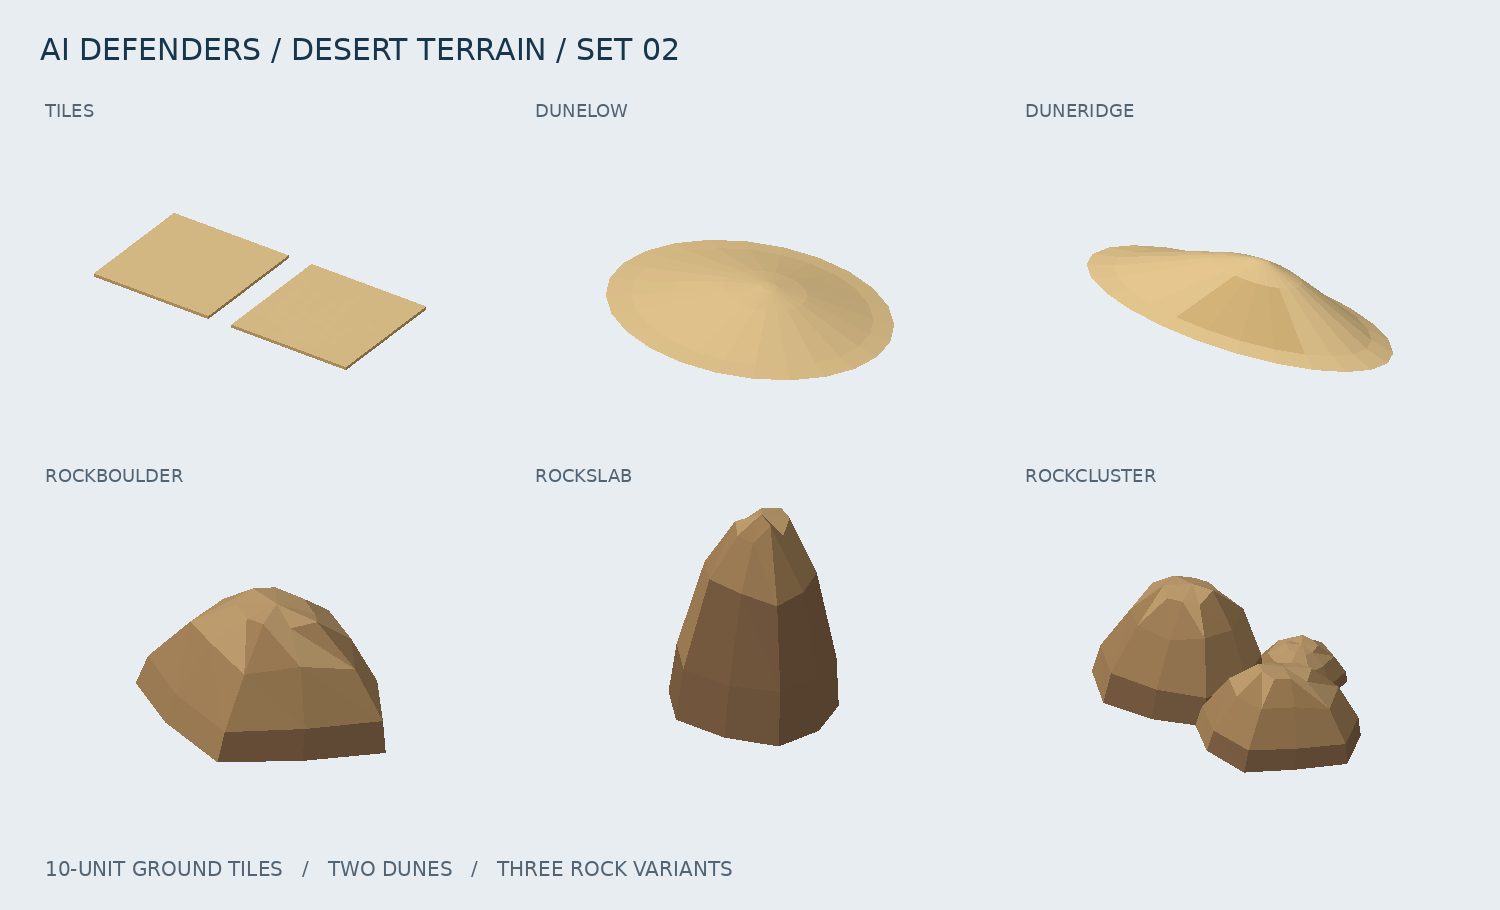 AI DEFENDERS / DESERT TERRAIN / SET 02
TILES
DUNELOW
DUNERIDGE
ROCKBOULDER
ROCKSLAB
ROCKCLUSTER
10-UNIT GROUND TILES / TWO DUNES / THREE ROCK VARIANTS